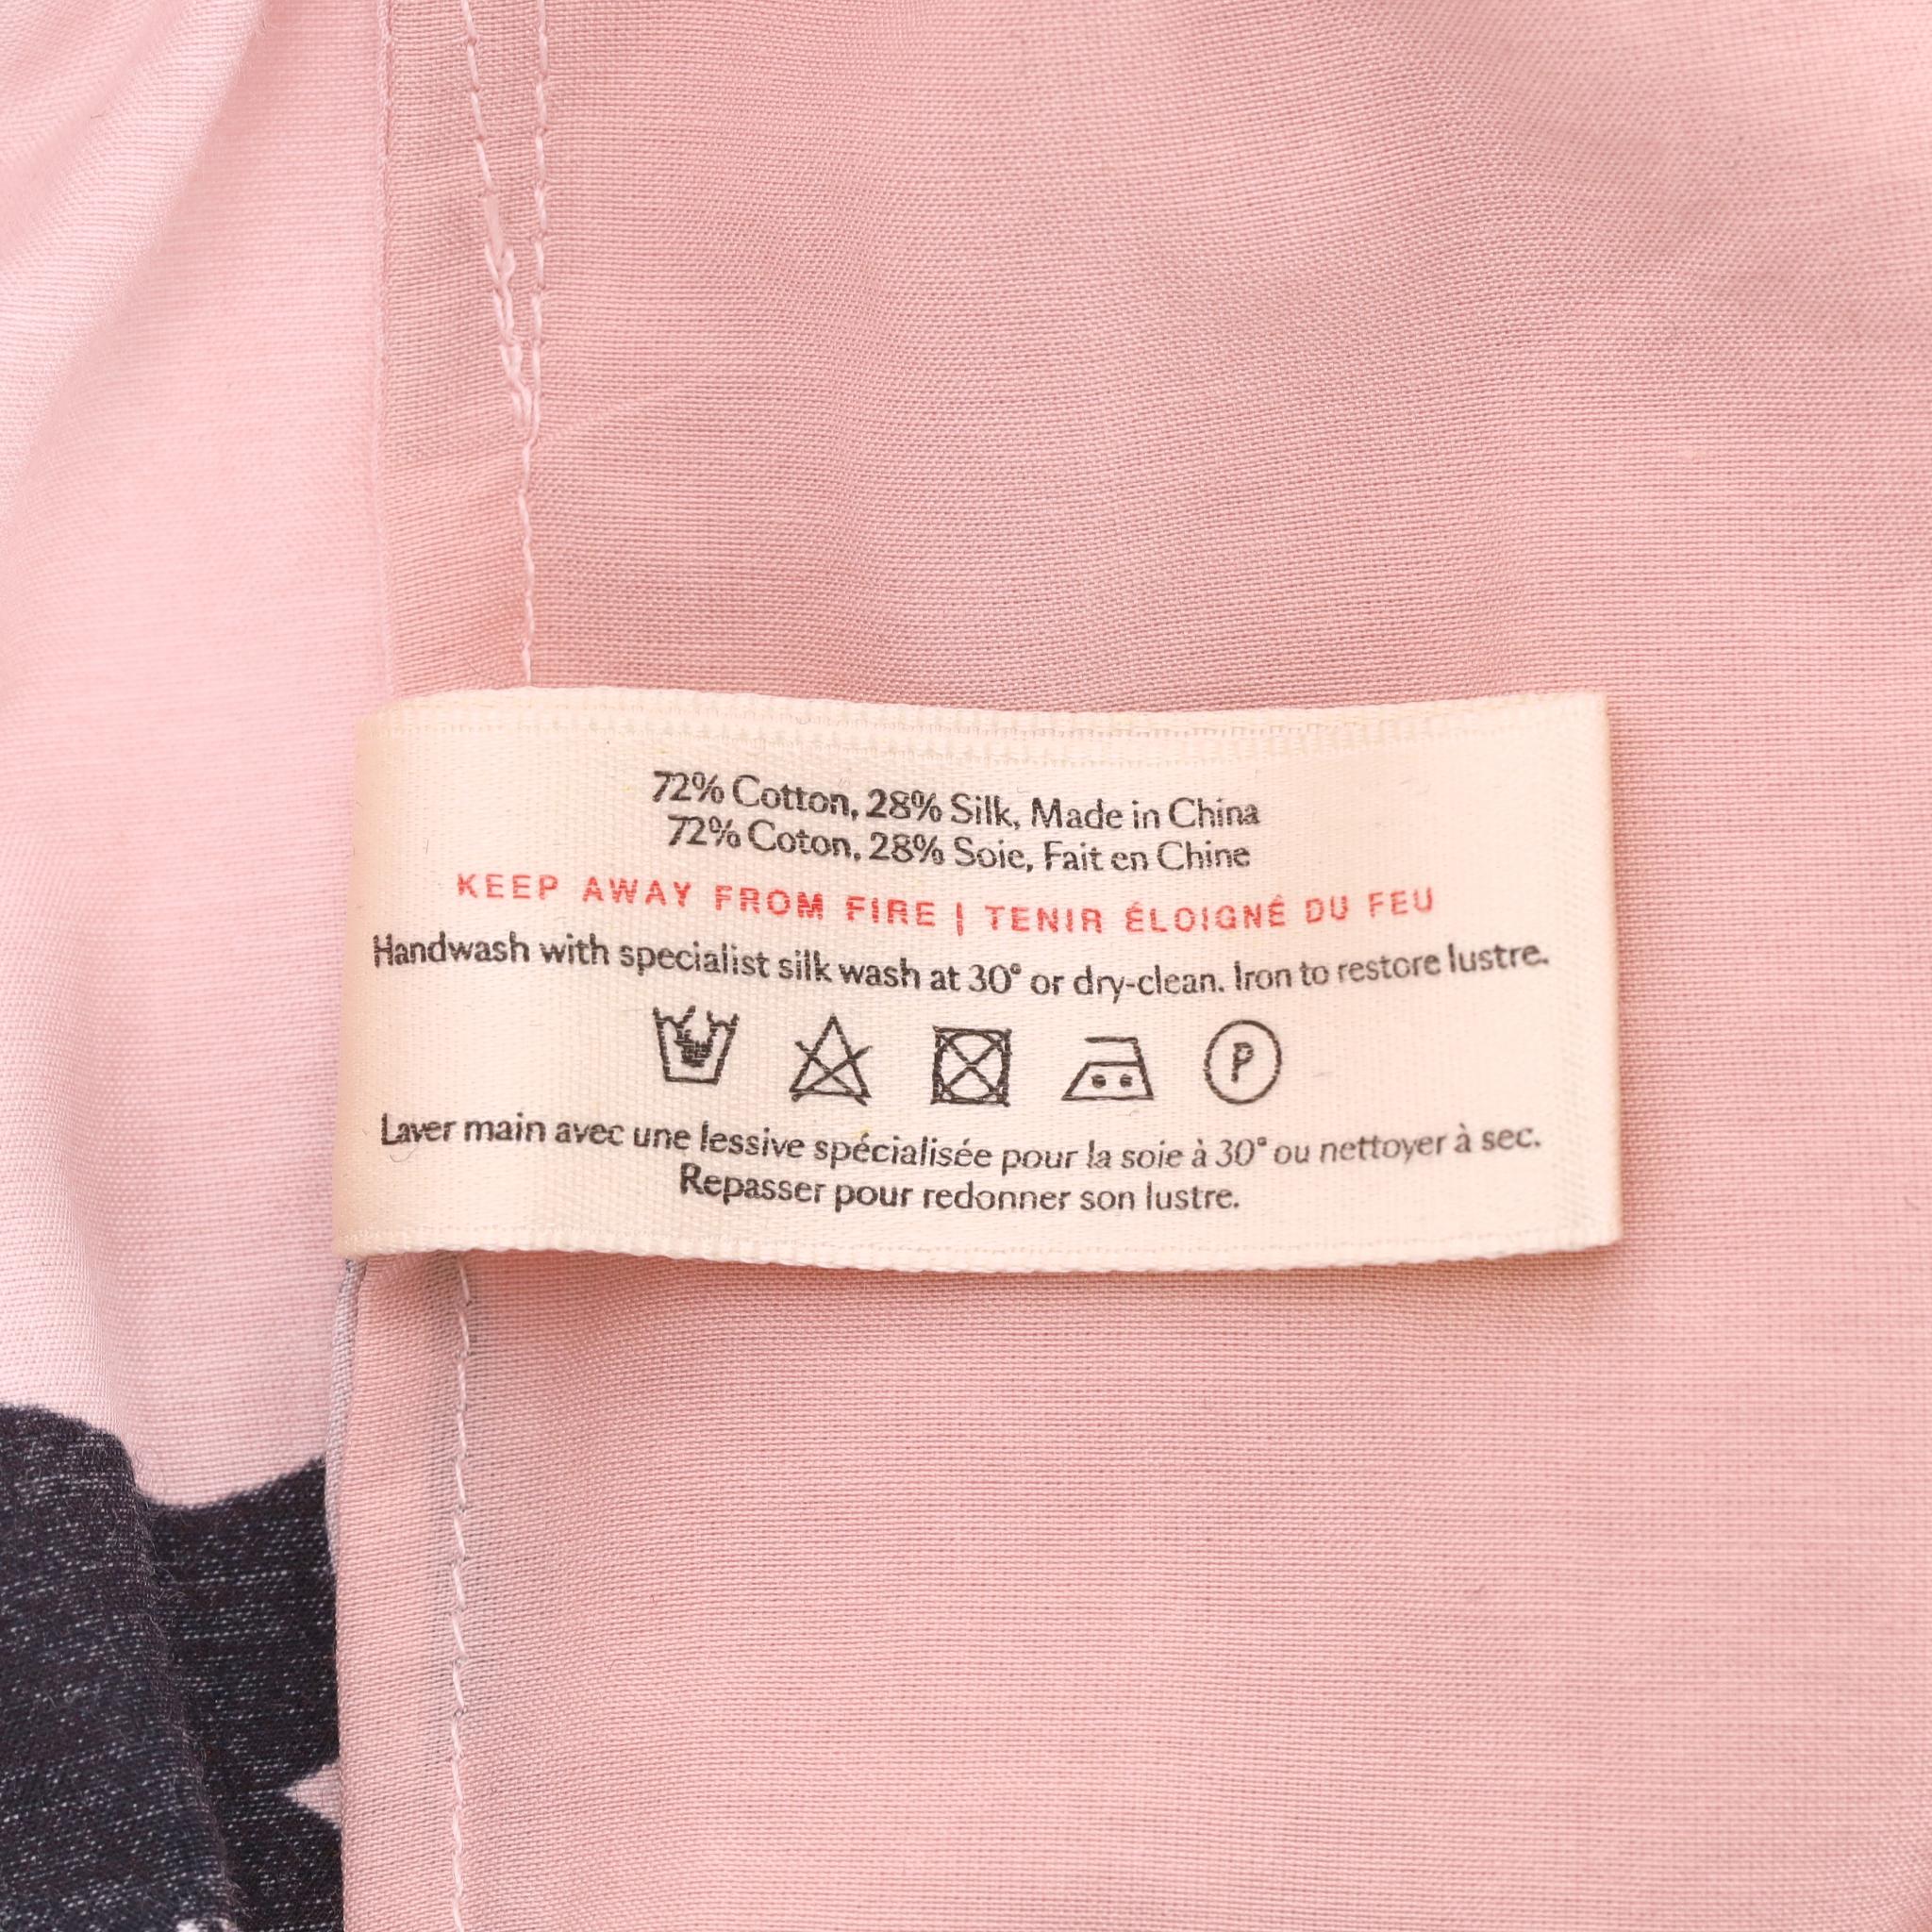 72% Cotton, 28% Silk, Made in China
72% Coton, 28% Soie, Fait en Chine
KEEP AWAY FROM FIRE | TENIR ÉLOIGNÉ DU FEU
Handwash with specialist silk wash at 30° or dry-clean. Iron to restore lustre.
P
Laver main avec une lessive spécialisée pour la soie à 30° ou nettoyer à sec.
Repasser pour redonner son lustre.